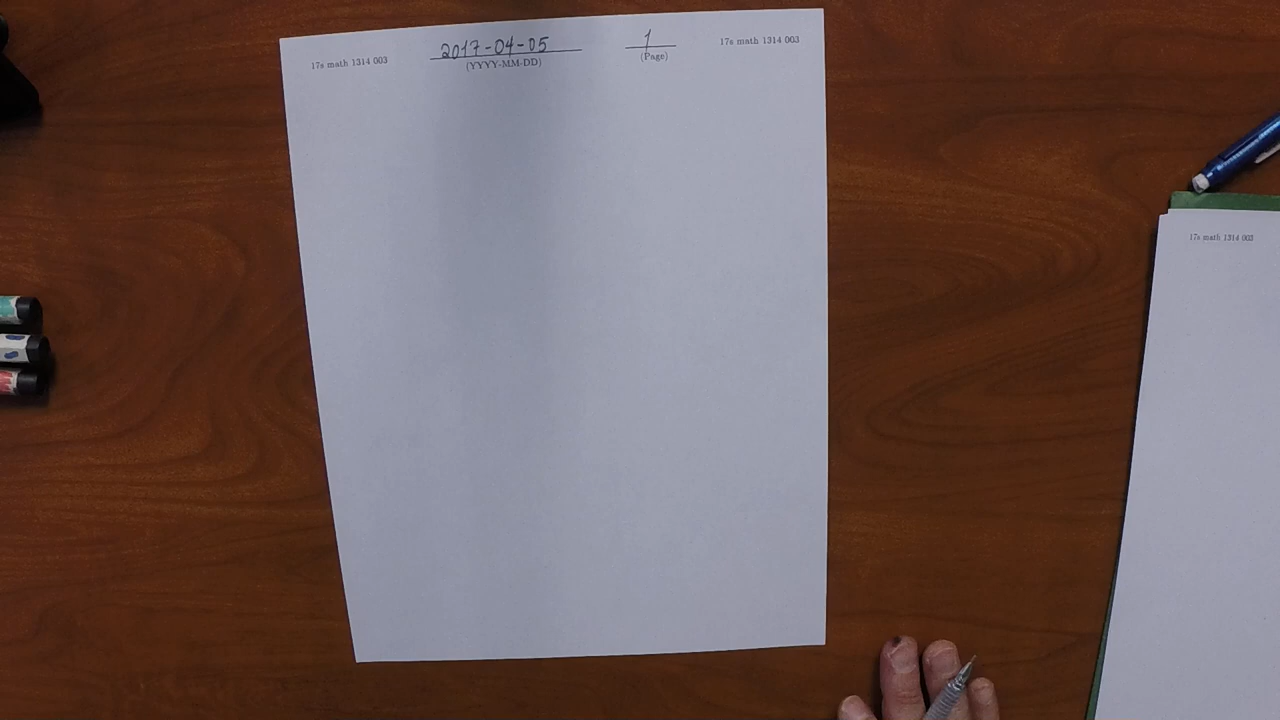 17s math 1314 003 2017-04-05 1 17s math 1314 003
(YYYY-MM-DD) (Page)
17s math 1314 003